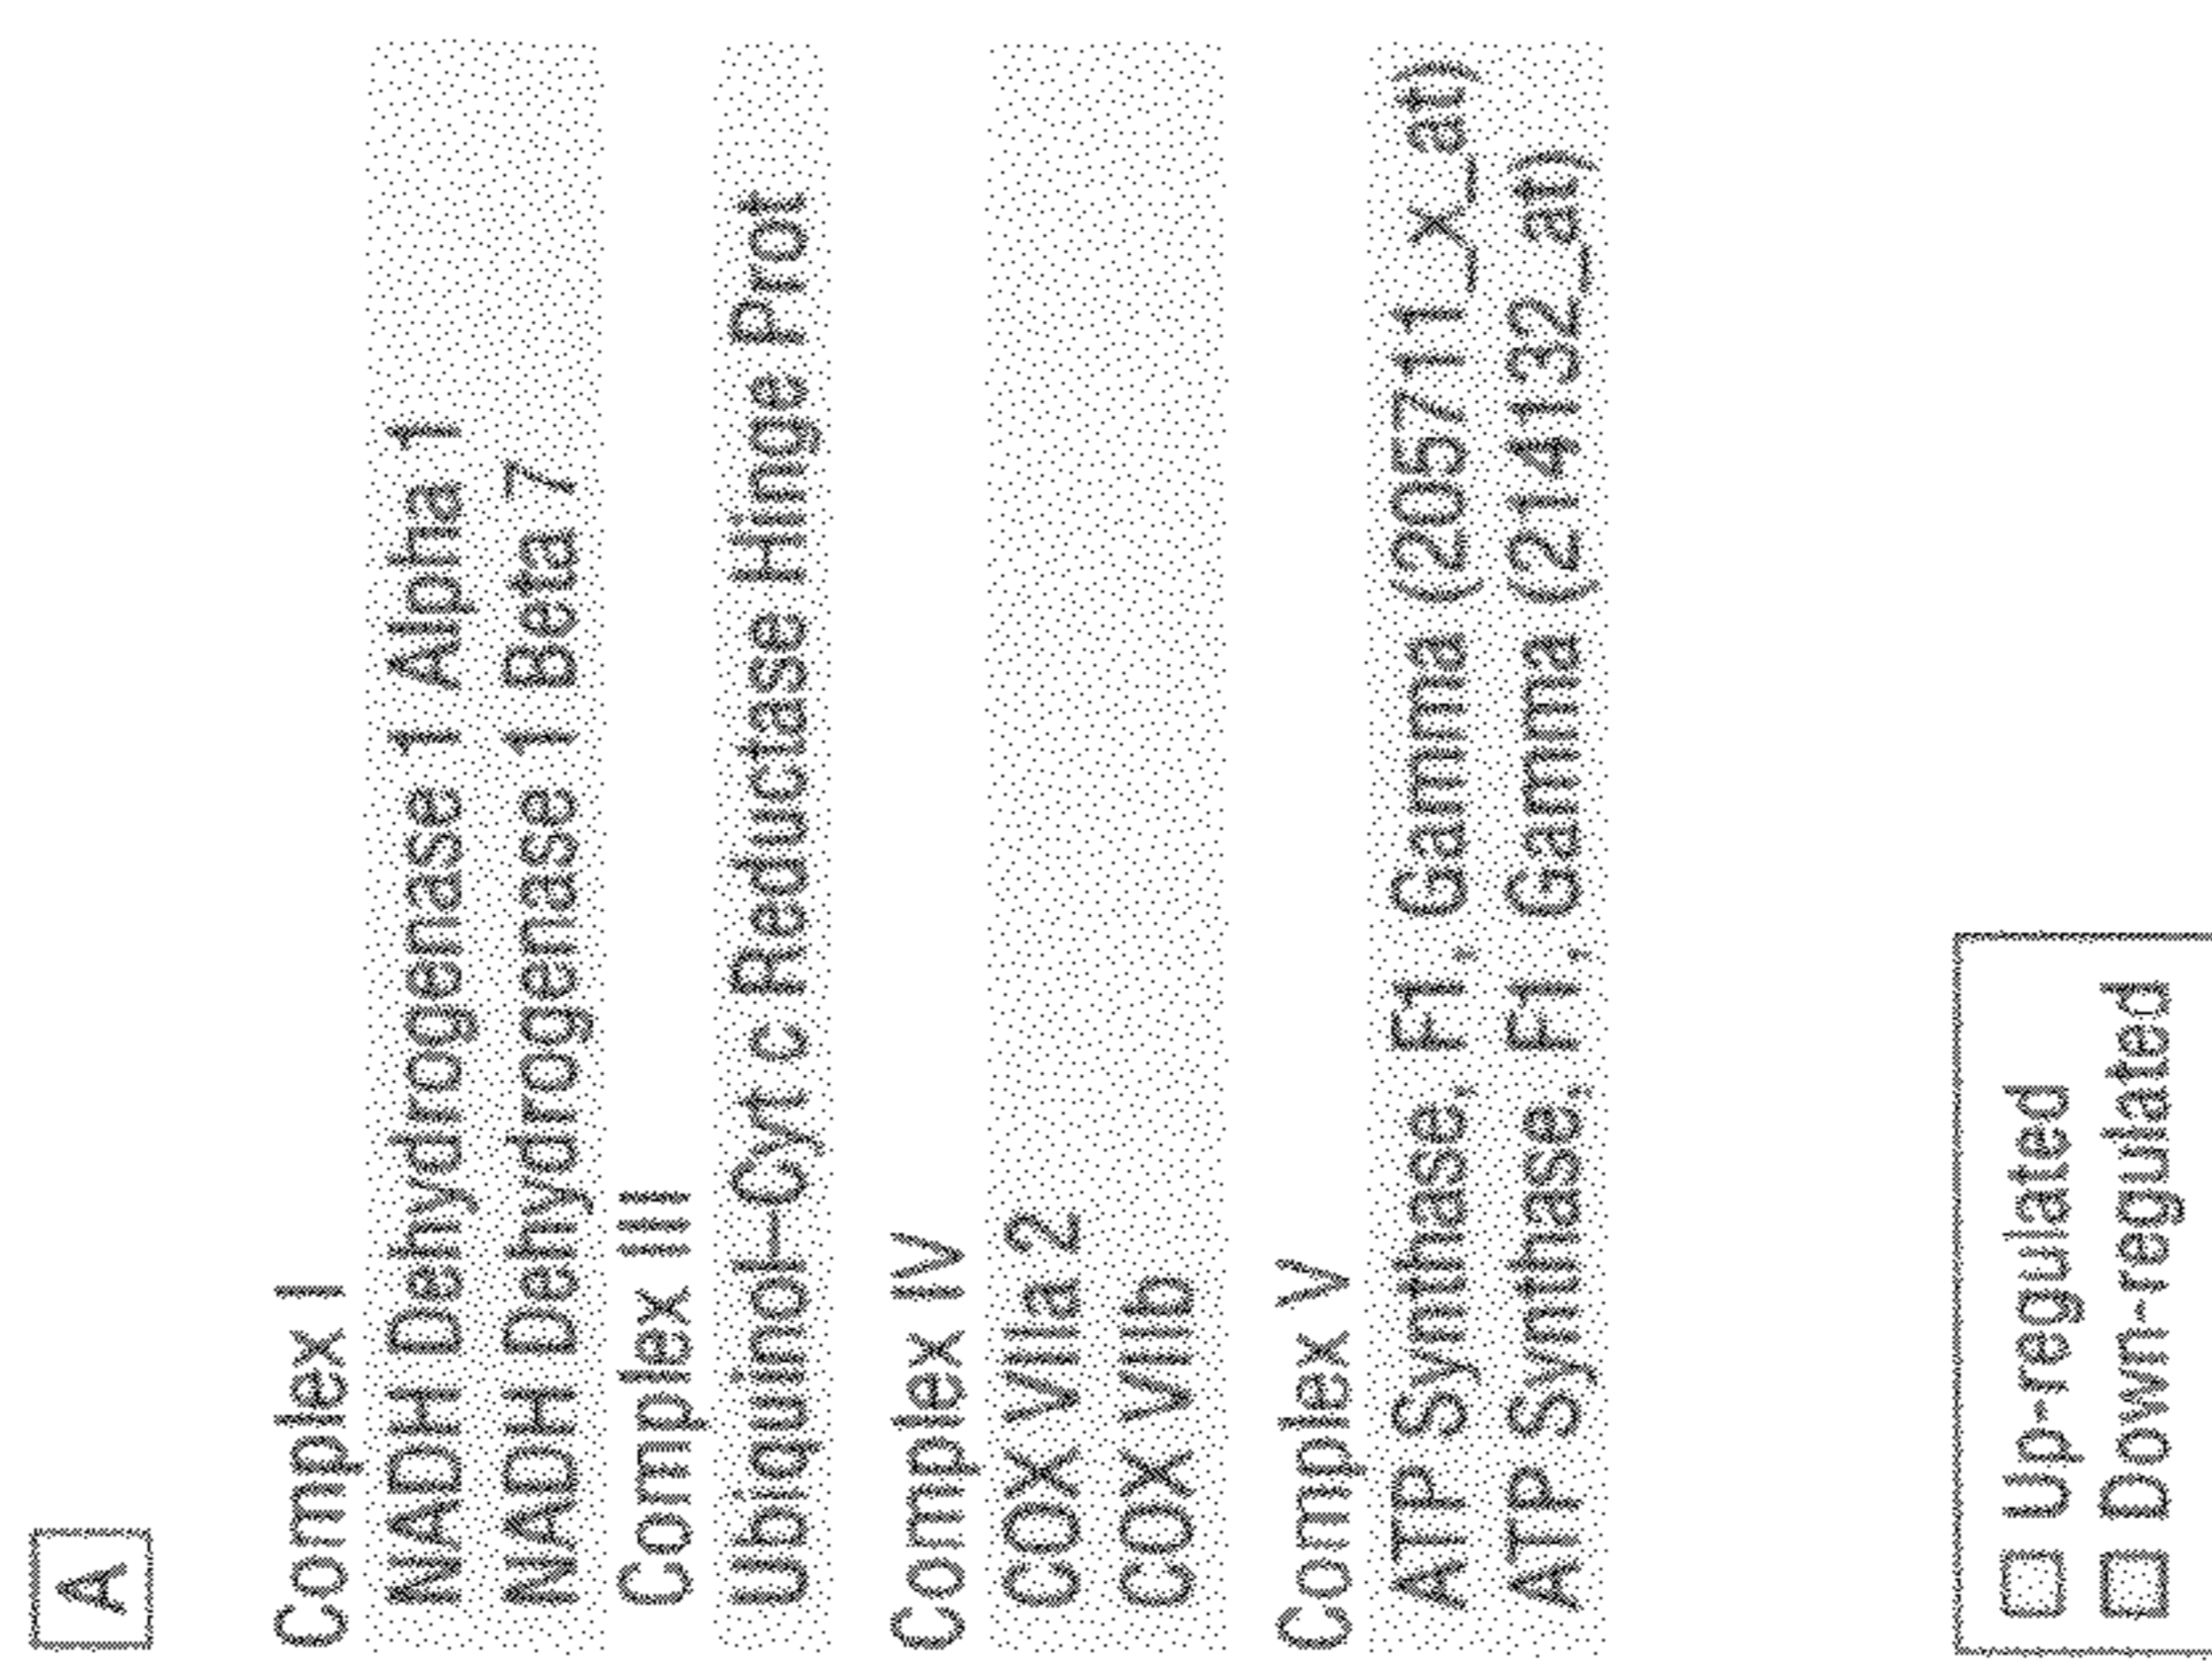 A
Complex I
NADH Dehydrogenase 1 Alpha 1
NADH Dehydrogenase 1 Beta 7
Complex III
Ubiquinol-Cyt c Reductase Hinge Prot
Complex IV
COX VIIa 2
COX VIIb
Complex V
ATP Synthase, F1, Gamma (205711_x_at)
ATP Synthase, F1, Gamma (214132_at)
Up-regulated
Down-regulated